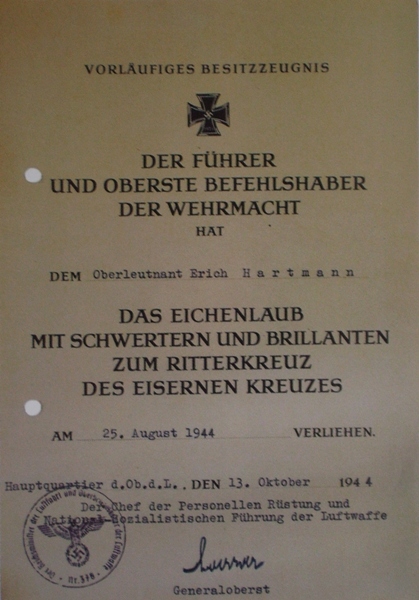 VORLÄUFIGES BESITZZEUGNIS
DER FÜHRER
UND OBERSTE BEFEHLSHABER
DER WEHRMACHT
HAT
DEM Oberleutnant Erich Hartmann
DAS EICHENLAUB
MIT SCHWERTERN UND BRILLANTEN
ZUM RITTERKREUZ
DES EISERNEN KREUZES
AM 25. August 1944 VERLIEHEN.
Hauptquartier d.Ob.d.L., DEN 13. Oktober 1944
Der Chef der Personellen Rüstung und
National-Sozialistischen Führung der Luftwaffe
Generaloberst